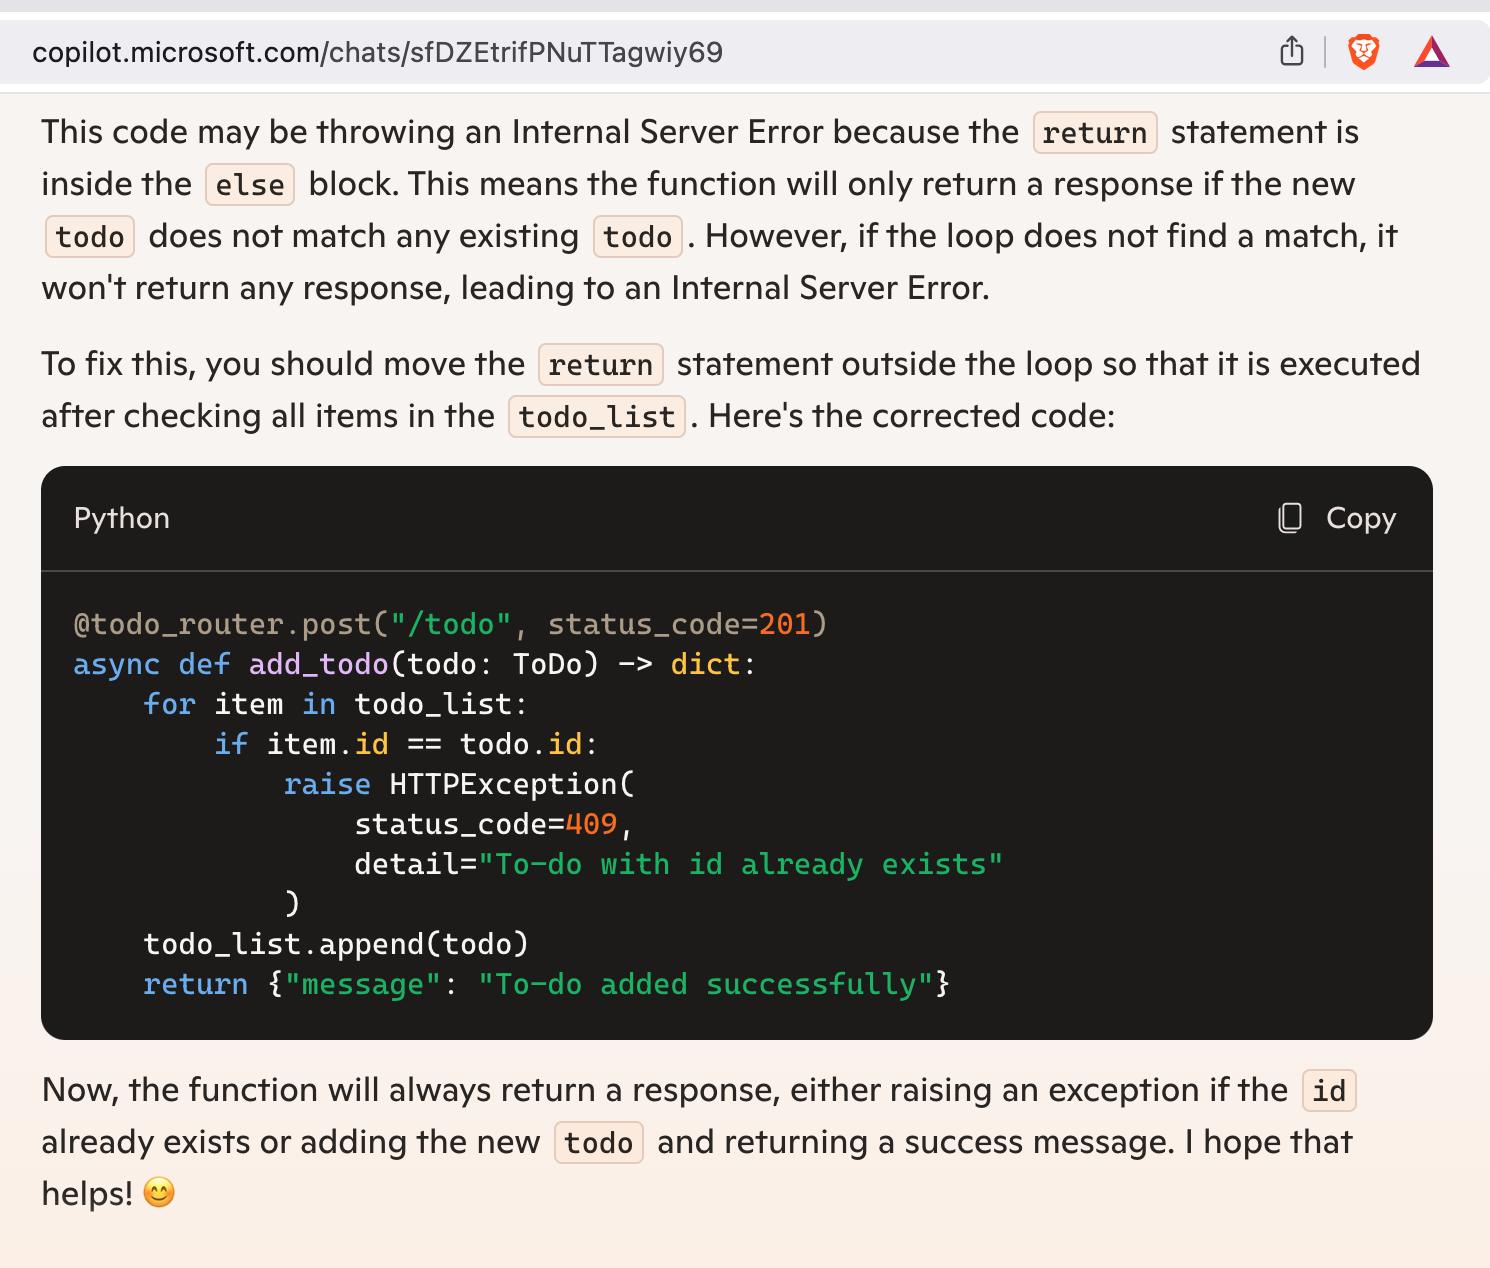 copilot.microsoft.com/chats/sfDZEtrifPNuTTagwiy69
This code may be throwing an Internal Server Error because the return statement is
inside the else block. This means the function will only return a response if the new
todo does not match any existing todo. However, if the loop does not find a match, it
won't return any response, leading to an Internal Server Error.
To fix this, you should move the return statement outside the loop so that it is executed
after checking all items in the todo_list. Here's the corrected code:
Python
Copy
@todo_router.post("/todo", status_code=201)
async def add_todo(todo: ToDo) -> dict:
    for item in todo_list:
        if item.id == todo.id:
            raise HTTPException(
                status_code=409,
                detail="To-do with id already exists"
            )
    todo_list.append(todo)
    return {"message": "To-do added successfully"}
Now, the function will always return a response, either raising an exception if the id
already exists or adding the new todo and returning a success message. I hope that
helps! 😊